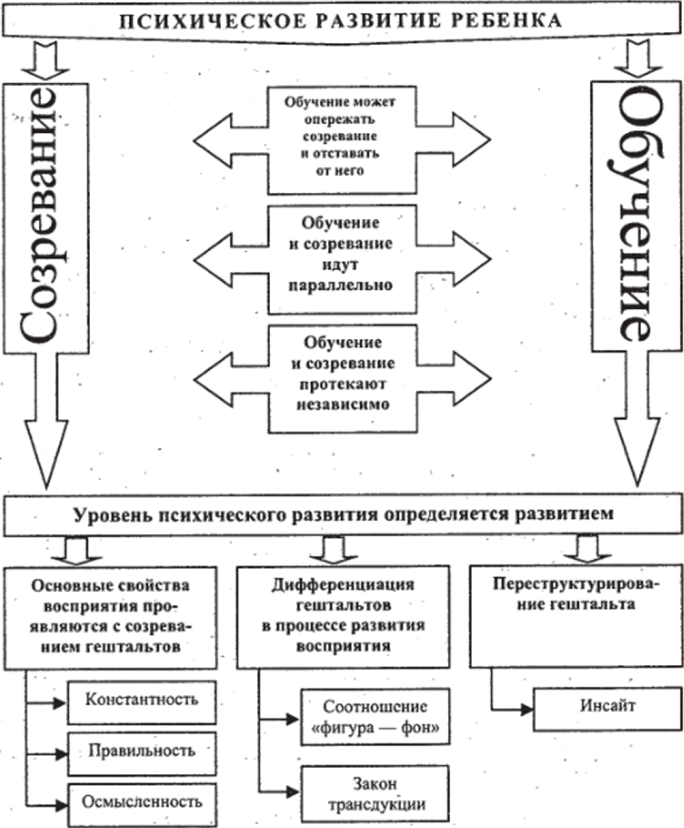 ПСИХИЧЕСКОЕ РАЗВИТИЕ РЕБЕНКА
Созревание
Обучение
Обучение может
опережать
созревание
и отставать
от него
Обучение
и созревание
идут
параллельно
Обучение
и созревание
протекают
независимо
Уровень психического развития определяется развитием
Основные свойства
восприятия про-
являются с созрева-
нием гештальтов
Константность
Правильность
Осмысленность
Дифференциация
гештальтов
в процессе развития
восприятия
Соотношение
«фигура — фон»
Закон
трансдукции
Переструктурирова-
ние гештальта
Инсайт